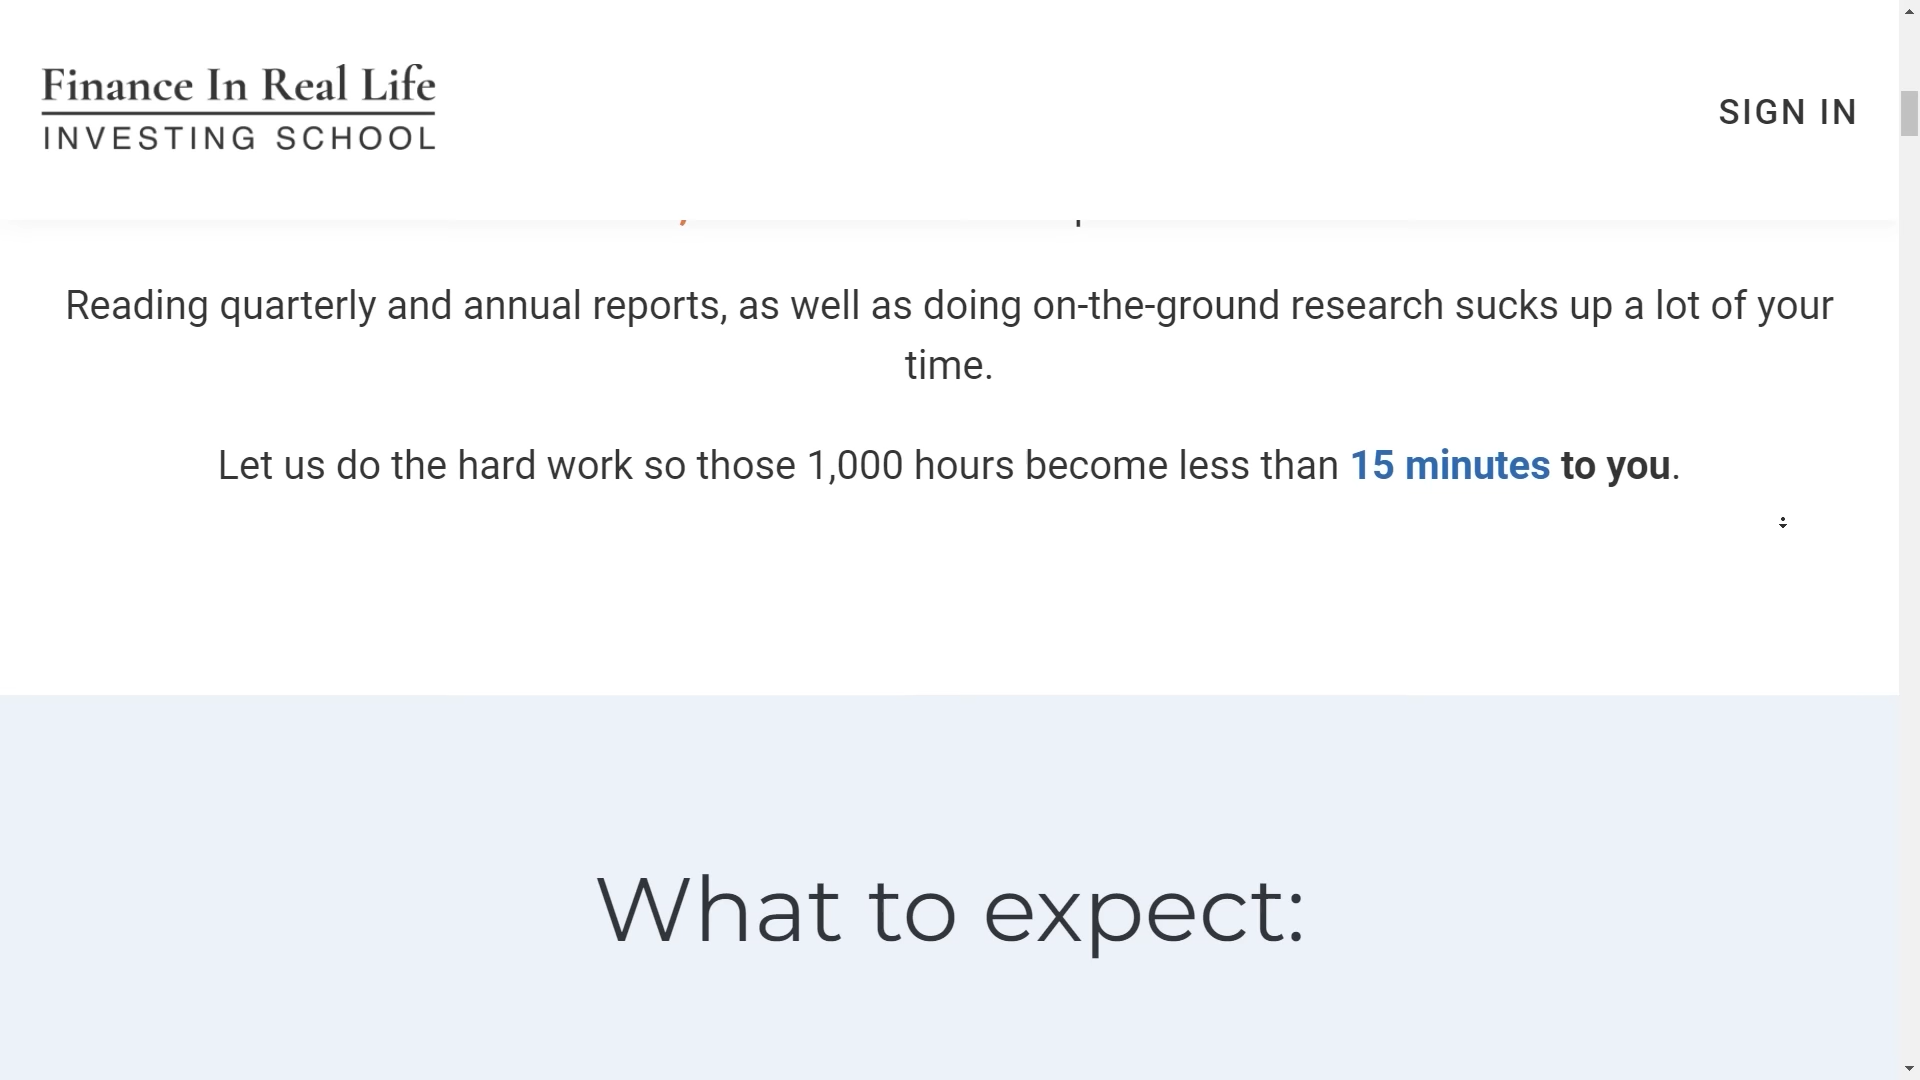 Finance In Real Life
INVESTING SCHOOL
SIGN IN
Reading quarterly and annual reports, as well as doing on-the-ground research sucks up a lot of your
time.
Let us do the hard work so those 1,000 hours become less than 15 minutes to you.
What to expect: